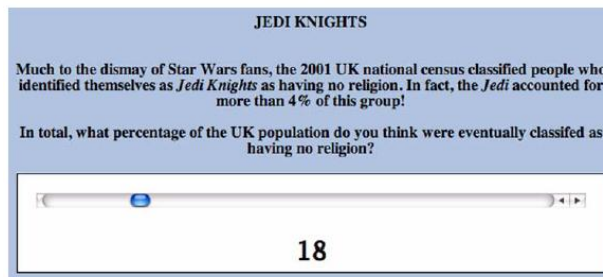 JEDI KNIGHTS
Much to the dismay of Star Wars fans, the 2001 UK national census classified people who
identified themselves as Jedi Knights as having no religion. In fact, the Jedi accounted for
more than 4% of this group!
In total, what percentage of the UK population do you think were eventually classifed as
having no religion?
18